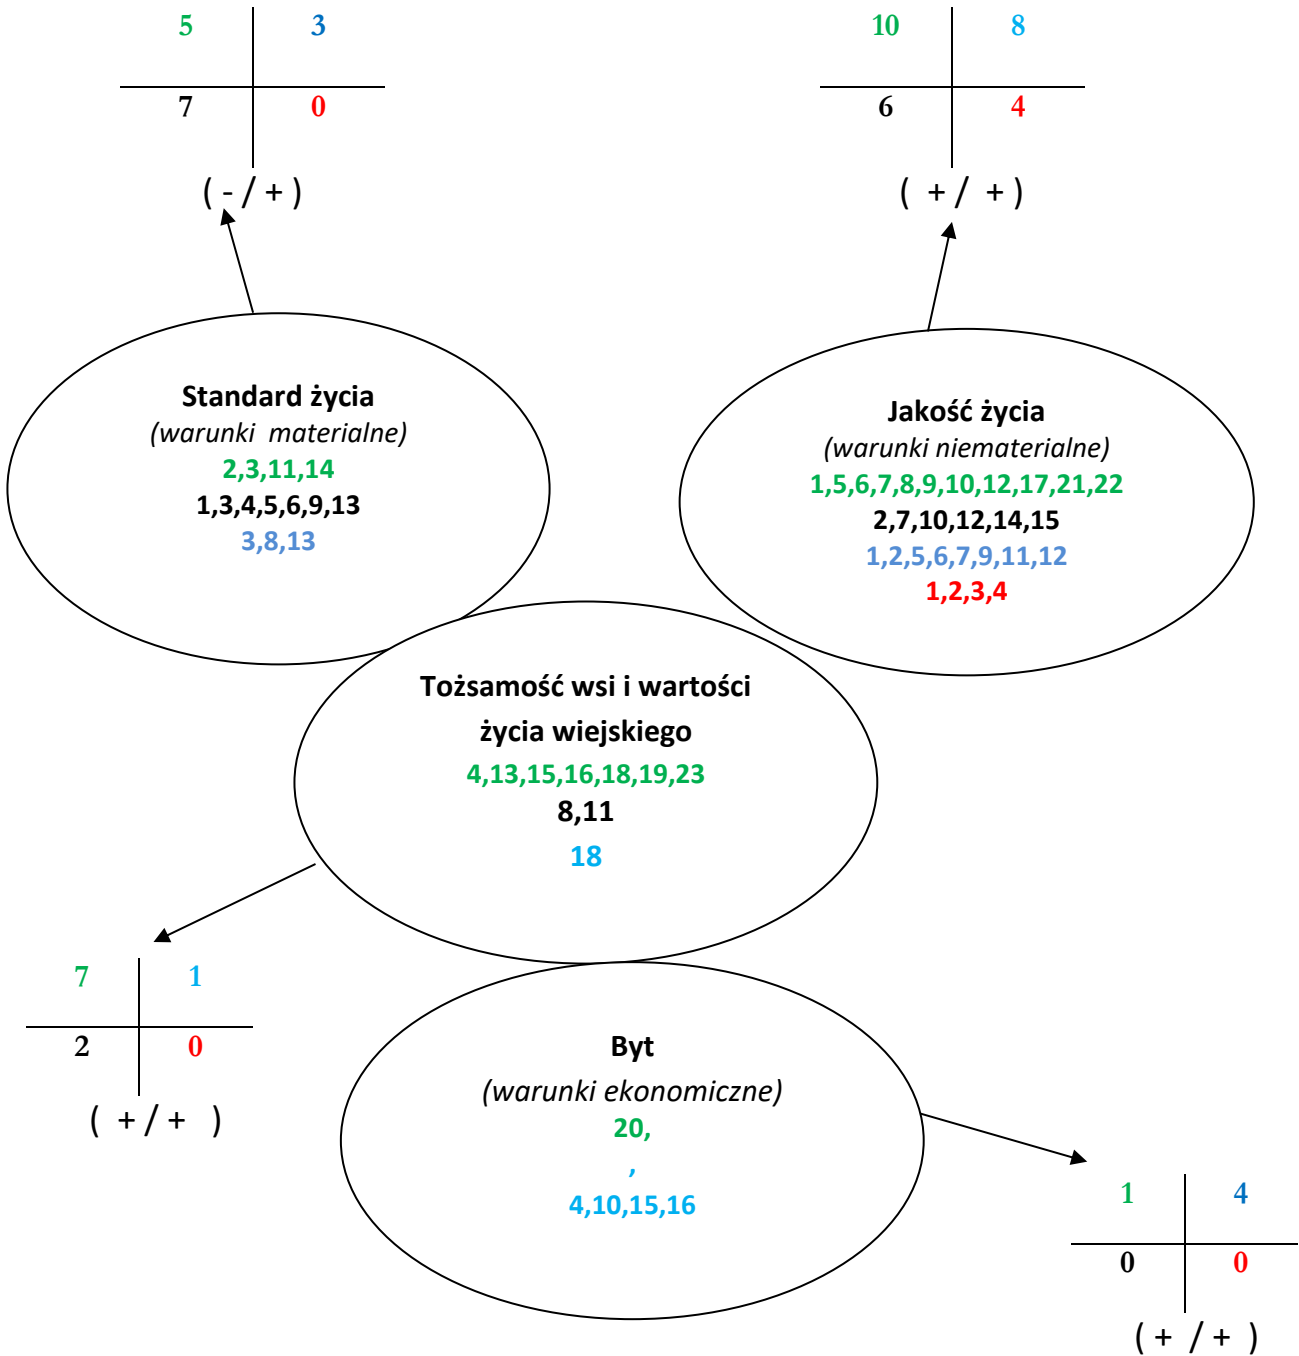 5 3
7 0
( - / + )
10 8
6 4
( + / + )
Standard życia
(warunki materialne)
2,3,11,14
1,3,4,5,6,9,13
3,8,13
Jakość życia
(warunki niematerialne)
1,5,6,7,8,9,10,12,17,21,22
2,7,10,12,14,15
1,2,5,6,7,9,11,12
1,2,3,4
Tożsamość wsi i wartości
życia wiejskiego
4,13,15,16,18,19,23
8,11
18
7 1
2 0
( + / + )
Byt
(warunki ekonomiczne)
20,
,
4,10,15,16
1 4
0 0
( + / + )